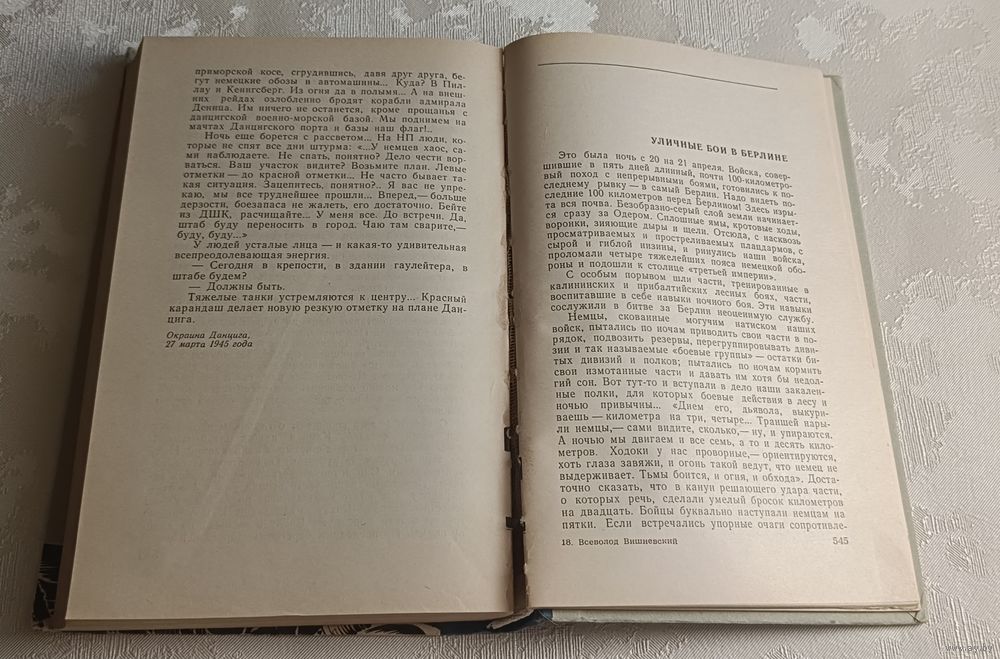 приморской косе, сгрудившись, давя друг друга, бе-
гут немецкие обозы в автомашины... Куда? В Пил-
лау и Кенигсберг. Из огня да в полымя... А на внеш-
них рейдах озлобленно бродят корабли адмирала
Деница. Им ничего не останется, кроме прощанья с
данцигской военно-морской базой. Мы поднимем на
мачтах Данцигского порта и базы наш флаг!..
Ночь еще борется с рассветом... На НП люди, ко-
торые не спят все дни штурма: «...У немцев хаос, са-
ми наблюдаете. Не спать, понятно? Дело чести вор-
ваться. Ваш участок видите? Возьмите план. Левые
отметки — до красной отметки... Не часто бывает та-
кая ситуация. Зацепитесь, понятно?.. Я вас не упре-
каю, мы все труднейшее прошли... Вперед,— больше
дерзости, боезапаса не жалеть, его достаточно. Бейте
из ДШК, расчищайте... У меня все. До встречи. Да,
штаб буду переносить в город. Чаю там сварите,—
буду, буду...»
У людей усталые лица — и какая-то удивительная
всепреодолевающая энергия.
— Сегодня в крепости, в здании гаулейтера, в
штабе будем?
— Должны быть.
Тяжелые танки устремляются к центру... Красный
карандаш делает новую резкую отметку на плане Дан-
цига.
Окраина Данцига,
27 марта 1945 года
УЛИЧНЫЕ БОИ В БЕРЛИНЕ
Это была ночь с 20 на 21 апреля. Войска, совер-
шившие в пять дней длинный, почти 100-километро-
вый поход с непрерывными боями, готовились к по-
следнему рывку — в самый Берлин. Надо видеть по-
следние 100 километров перед Берлином! Здесь изры-
та вся почва. Безобразно-серый слой земли начинает-
ся сразу за Одером. Сплошные ямы, кротовые ходы,
воронки, зияющие дыры и щели. Отсюда, с насквозь
просматриваемых и простреливаемых плацдармов, с
сырой и гиблой низины, и ринулись наши войска,
проломали четыре тяжелейших пояса немецкой обо-
роны и подошли к столице «третьей империи».
С особым порывом шли части, тренированные в
калининских и прибалтийских лесных боях, части,
воспитавшие в себе навыки ночного боя. Эти навыки
сослужили в битве за Берлин неоценимую службу.
Немцы, скованные могучим натиском наших
войск, пытались по ночам приводить свои части в по-
рядок, подвозить резервы, перегруппировывать диви-
зии и так называемые «боевые группы» — остатки би-
тых дивизий и полков; пытались по ночам кормить
свои измотанные части и давать им хотя бы недол-
гий сон. Вот тут-то и вступали в дело наши закален-
ные полки, для которых боевые действия в лесу и
ночью привычны... «Днем его, дьявола, выкури-
ваешь — километра на три, четыре... Траншей нары-
ли немцы,— сами видите, сколько,— ну, и упираются.
А ночью мы двигаем и все семь, а то и десять кило-
метров. Ходоки у нас проворные,— ориентируются,
хоть глаза завяжи, и огонь такой ведут, что немец не
выдерживает. Тьмы боится, и огня, и обхода». Доста-
точно сказать, что в канун решающего удара части,
о которых речь, сделали умелый бросок километров
на двадцать. Бойцы буквально наступали немцам на
пятки. Если встречались упорные очаги сопротивле-
18. Всеволод Вишневский
545
www.ay.by